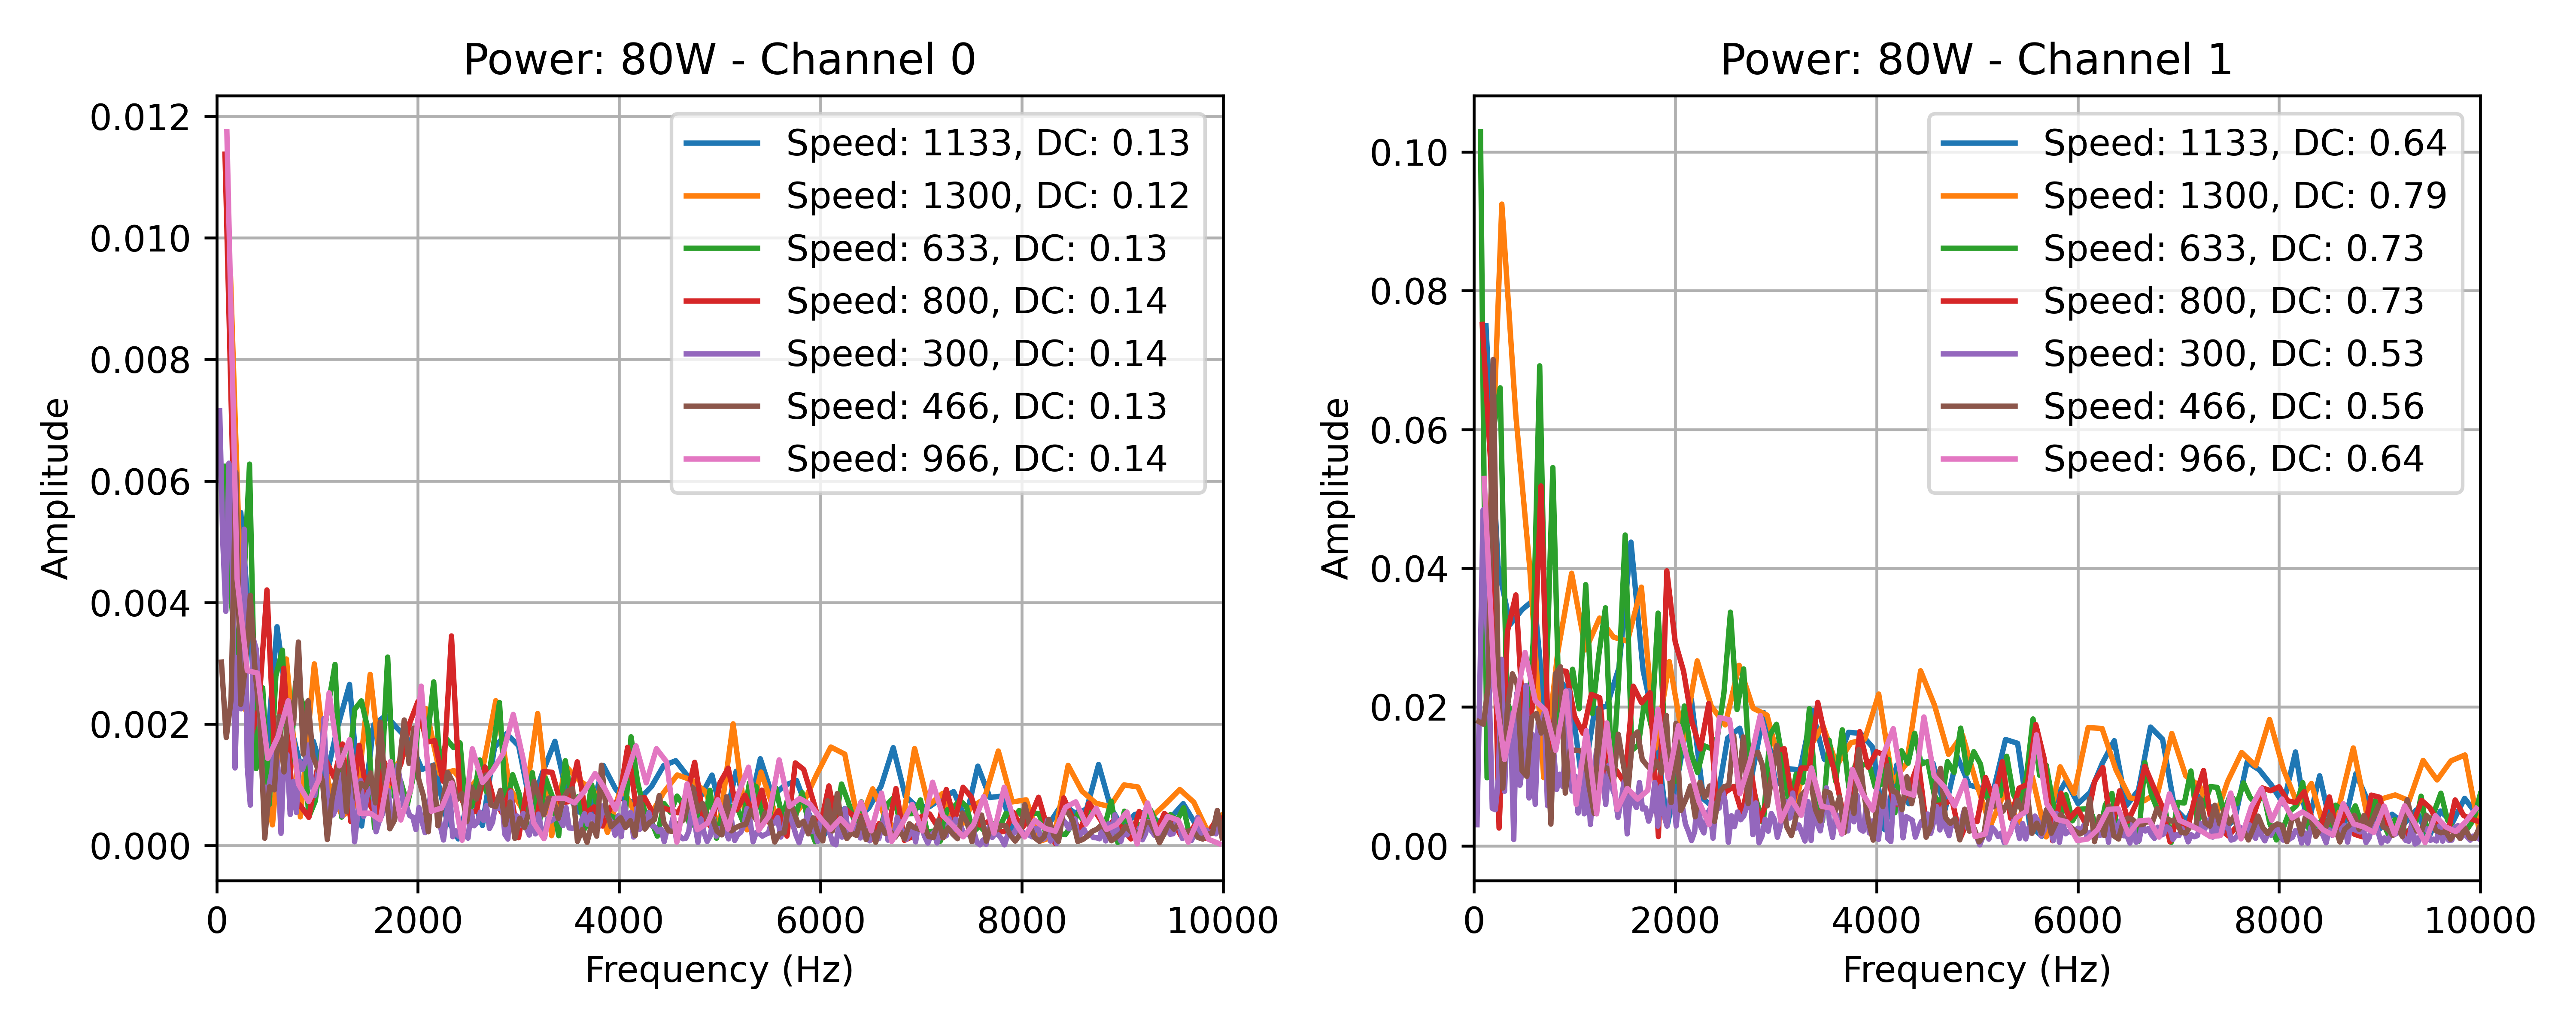 Power: 80W - Channel 0
0.012
0.010
0.008
0.006
0.004
0.002
0.000
Amplitude
Speed: 1133, DC: 0.13
Speed: 1300, DC: 0.12
Speed: 633, DC: 0.13
Speed: 800, DC: 0.14
Speed: 300, DC: 0.14
Speed: 466, DC: 0.13
Speed: 966, DC: 0.14
0 2000 4000 6000 8000 10000
Frequency (Hz)
Power: 80W - Channel 1
0.10
0.08
0.06
0.04
0.02
0.00
Amplitude
Speed: 1133, DC: 0.64
Speed: 1300, DC: 0.79
Speed: 633, DC: 0.73
Speed: 800, DC: 0.73
Speed: 300, DC: 0.53
Speed: 466, DC: 0.56
Speed: 966, DC: 0.64
0 2000 4000 6000 8000 10000
Frequency (Hz)